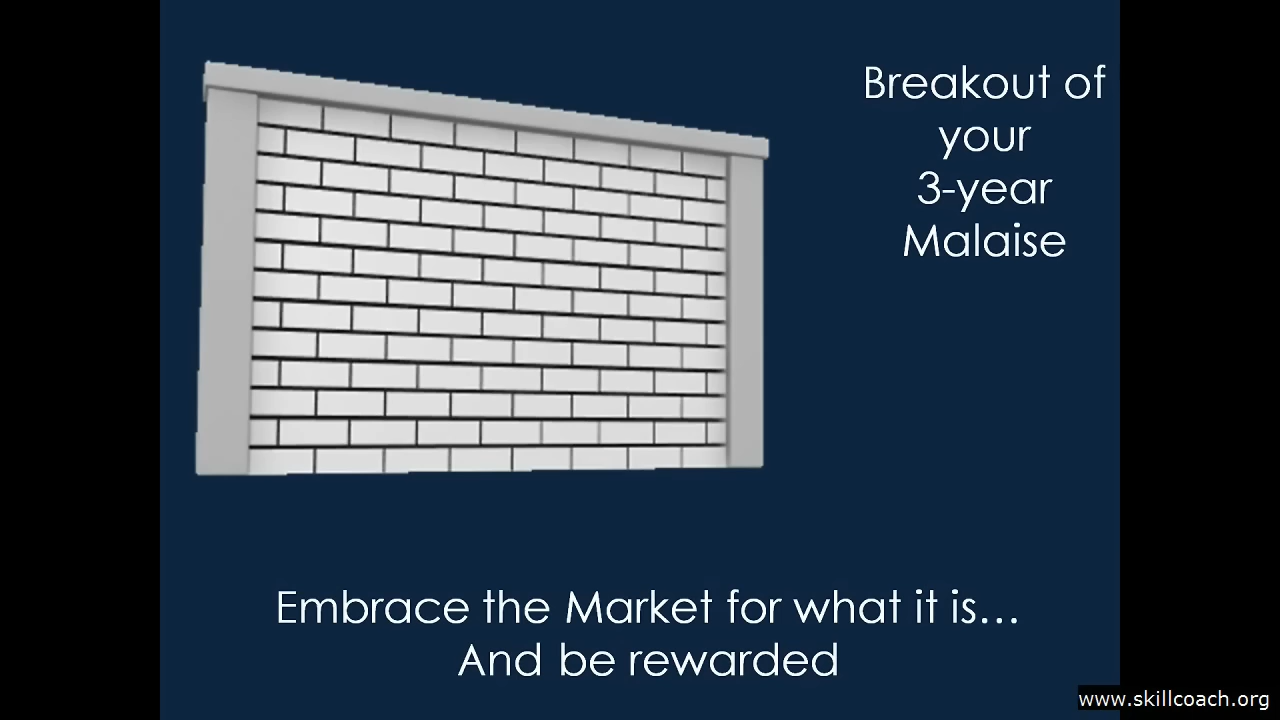 Breakout of
your
3-year
Malaise
Embrace the Market for what it is...
And be rewarded
www.skillcoach.org